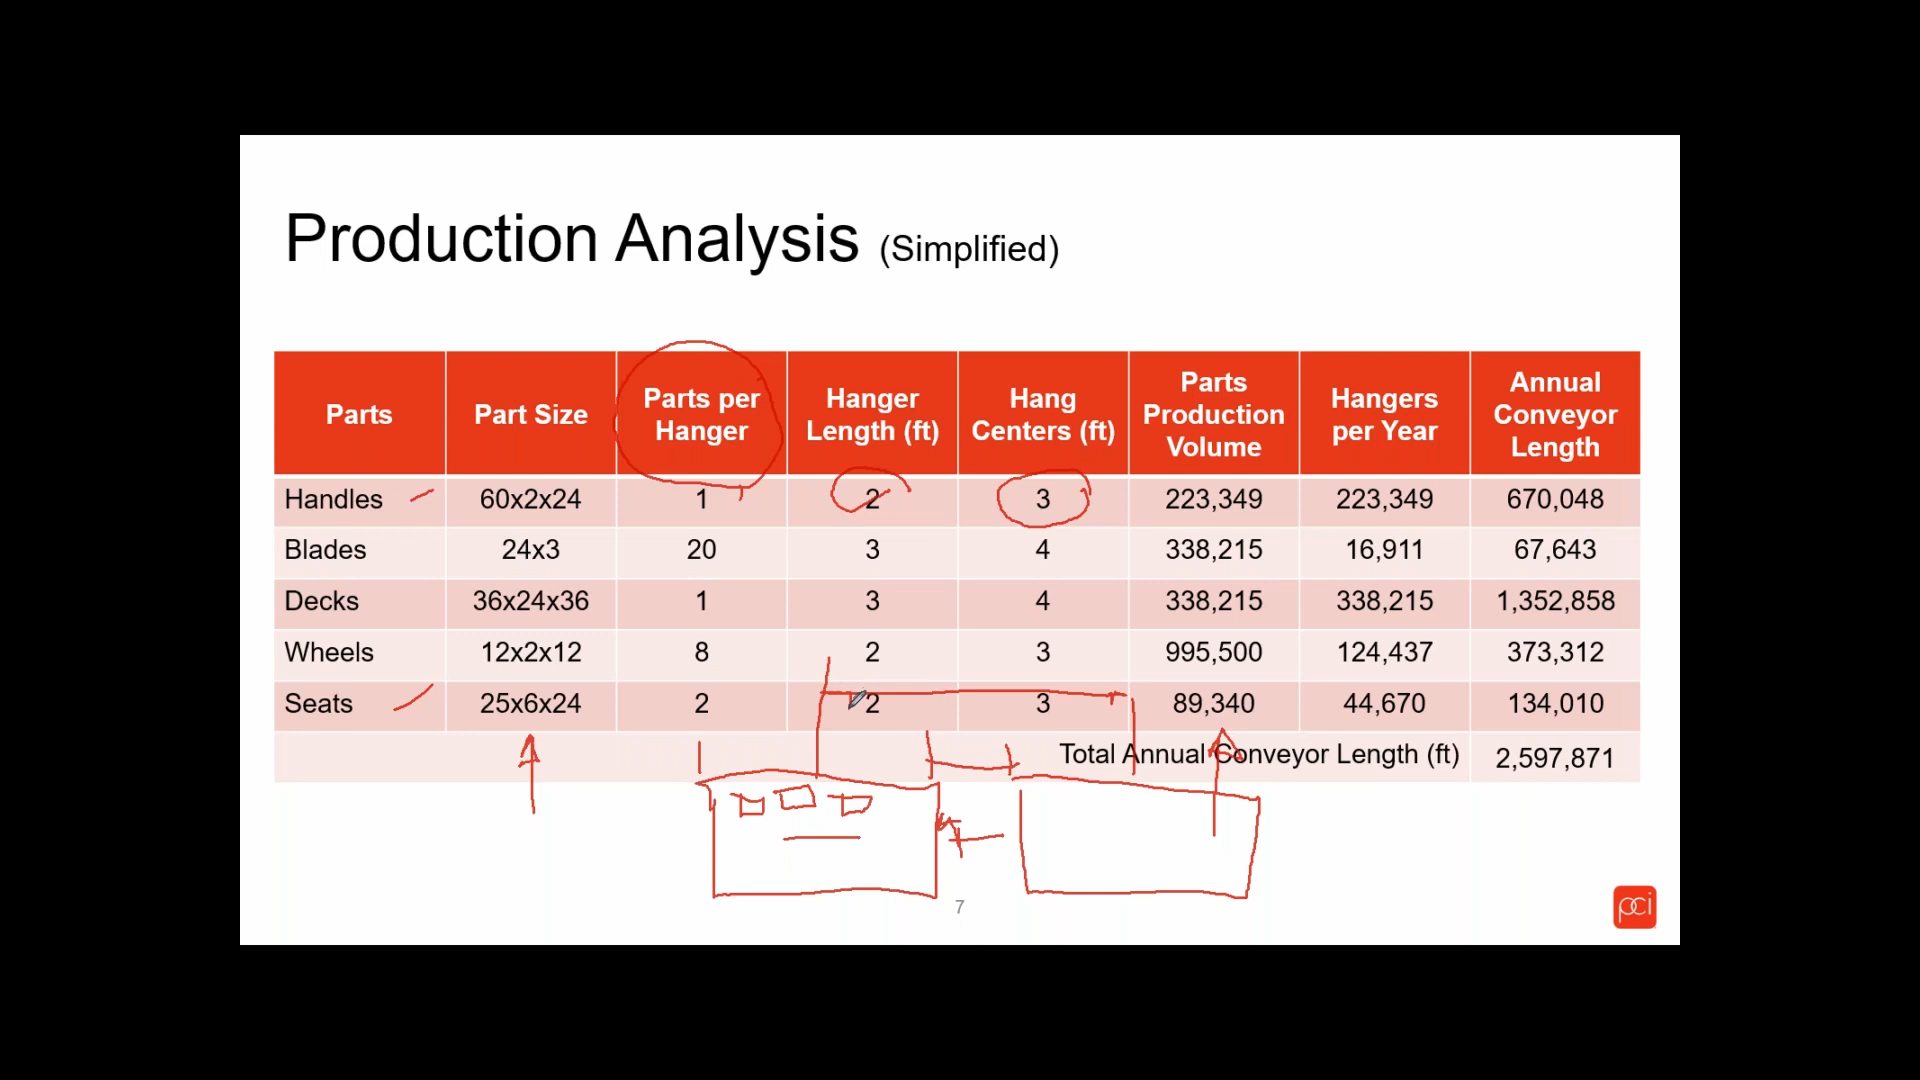 Production Analysis (Simplified)
Parts Part Size Parts per Hanger Hanger Length (ft) Hang Centers (ft) Parts Production Volume Hangers per Year Annual Conveyor Length
Handles 60x2x24 1 2 3 223,349 223,349 670,048
Blades 24x3 20 3 4 338,215 16,911 67,643
Decks 36x24x36 1 3 4 338,215 338,215 1,352,858
Wheels 12x2x12 8 2 3 995,500 124,437 373,312
Seats 25x6x24 2 2 3 89,340 44,670 134,010
Total Annual Conveyor Length (ft) 2,597,871
7
pci